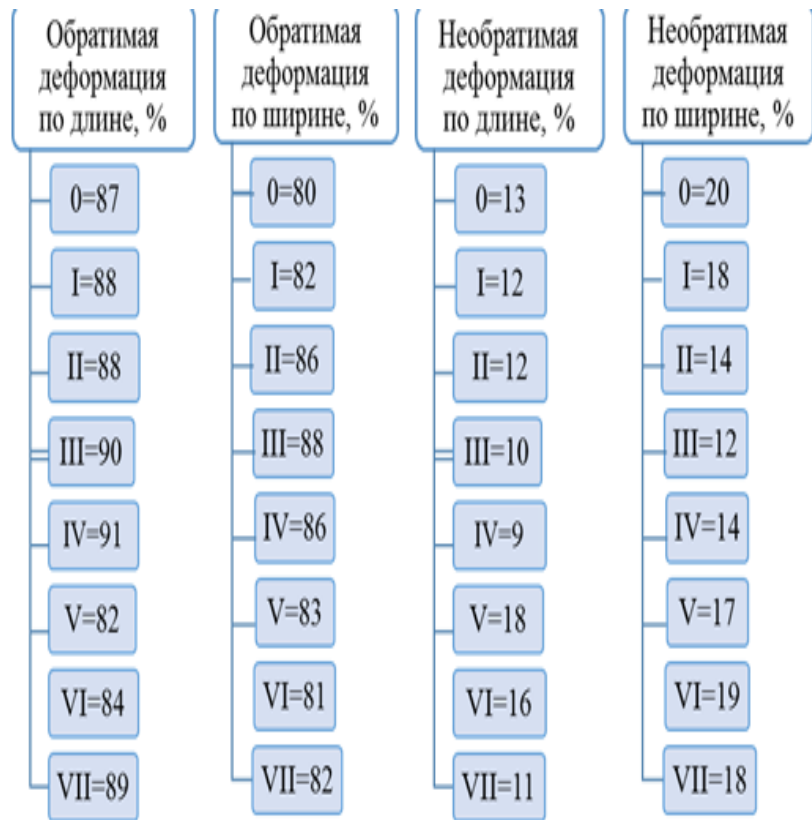 Обратимая
деформация
по длине, %
0=87
I=88
II=88
III=90
IV=91
V=82
VI=84
VII=89
Обратимая
деформация
по ширине, %
0=80
I=82
II=86
III=88
IV=86
V=83
VI=81
VII=82
Необратимая
деформация
по длине, %
0=13
I=12
II=12
III=10
IV=9
V=18
VI=16
VII=11
Необратимая
деформация
по ширине, %
0=20
I=18
II=14
III=12
IV=14
V=17
VI=19
VII=18